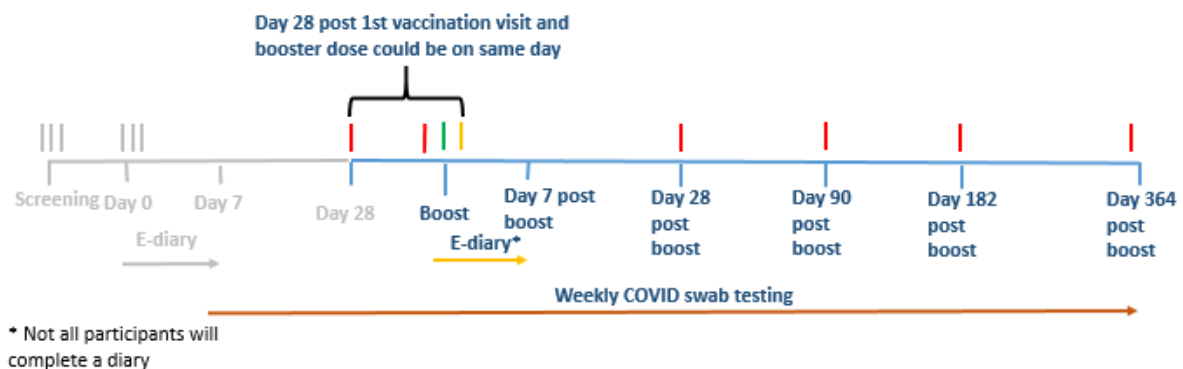 Day 28 post 1st vaccination visit and
booster dose could be on same day
Screening
Day 0
Day 7
Day 28
Boost
Day 7 post
boost
Day 28
post
boost
Day 90
post
boost
Day 182
post
boost
Day 364
post
boost
E-diary
E-diary*
Weekly COVID swab testing
* Not all participants will
complete a diary